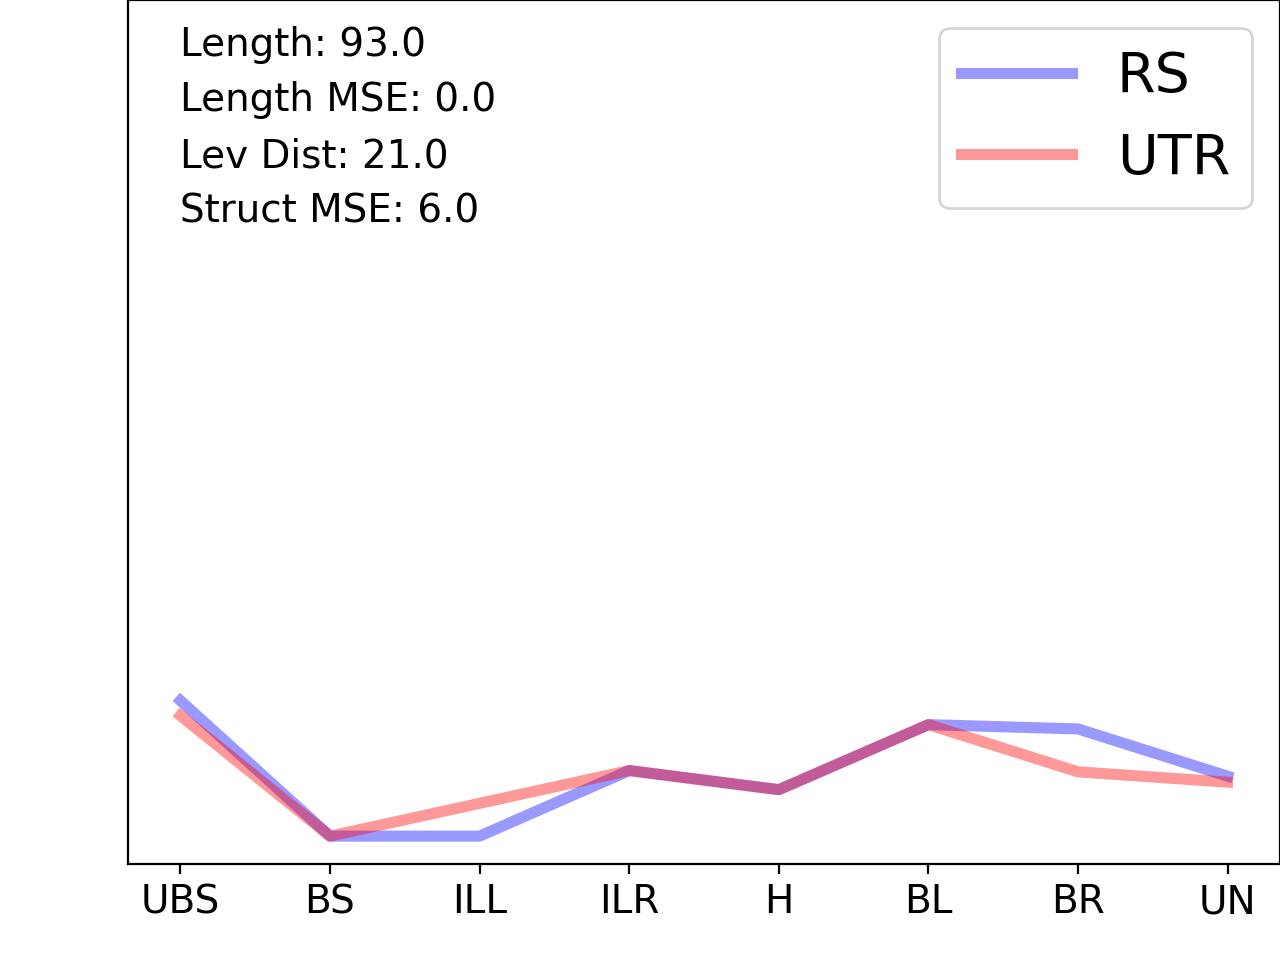 Length: 93.0
Length MSE: 0.0
Lev Dist: 21.0
Struct MSE: 6.0
RS
UTR
UBS BS ILL ILR H BL BR UN